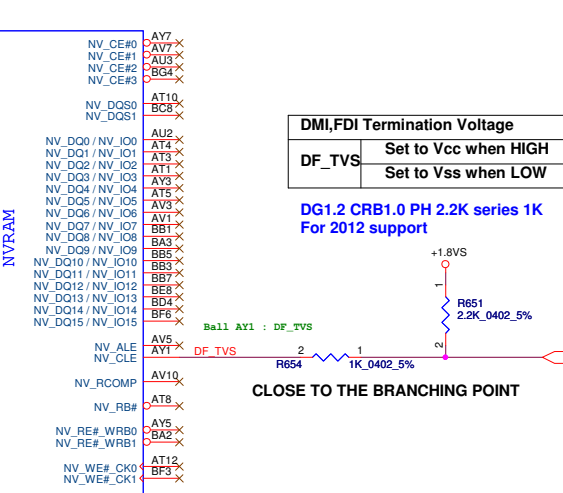 NVRAM
NV_CE#0 AY7
NV_CE#1 AV7
NV_CE#2 AU3
NV_CE#3 BG4
NV_DQS0 AT10
NV_DQS1 BC8
NV_DQ0 / NV_IO0 AU2
NV_DQ1 / NV_IO1 AT4
NV_DQ2 / NV_IO2 AT3
NV_DQ3 / NV_IO3 AT1
NV_DQ4 / NV_IO4 AY3
NV_DQ5 / NV_IO5 AT5
NV_DQ6 / NV_IO6 AV3
NV_DQ7 / NV_IO7 AV1
NV_DQ8 / NV_IO8 BB1
NV_DQ9 / NV_IO9 BA3
NV_DQ10 / NV_IO10 BB5
NV_DQ11 / NV_IO11 BB3
NV_DQ12 / NV_IO12 BB7
NV_DQ13 / NV_IO13 BE8
NV_DQ14 / NV_IO14 BD4
NV_DQ15 / NV_IO15 BF6
NV_ALE AV5
NV_CLE AY1
NV_RCOMP AV10
NV_RB# AT8
NV_RE#_WRB0 AY5
NV_RE#_WRB1 BA2
NV_WE#_CK0 AT12
NV_WE#_CK1 BF3
DMI,FDI Termination Voltage
DF_TVS
Set to Vcc when HIGH
Set to Vss when LOW
DG1.2 CRB1.0 PH 2.2K series 1K
For 2012 support
+1.8VS
1
R651
2.2K_0402_5%
2
Ball AY1 : DF_TVS
DF_TVS
2 1
R654 1K_0402_5%
CLOSE TO THE BRANCHING POINT